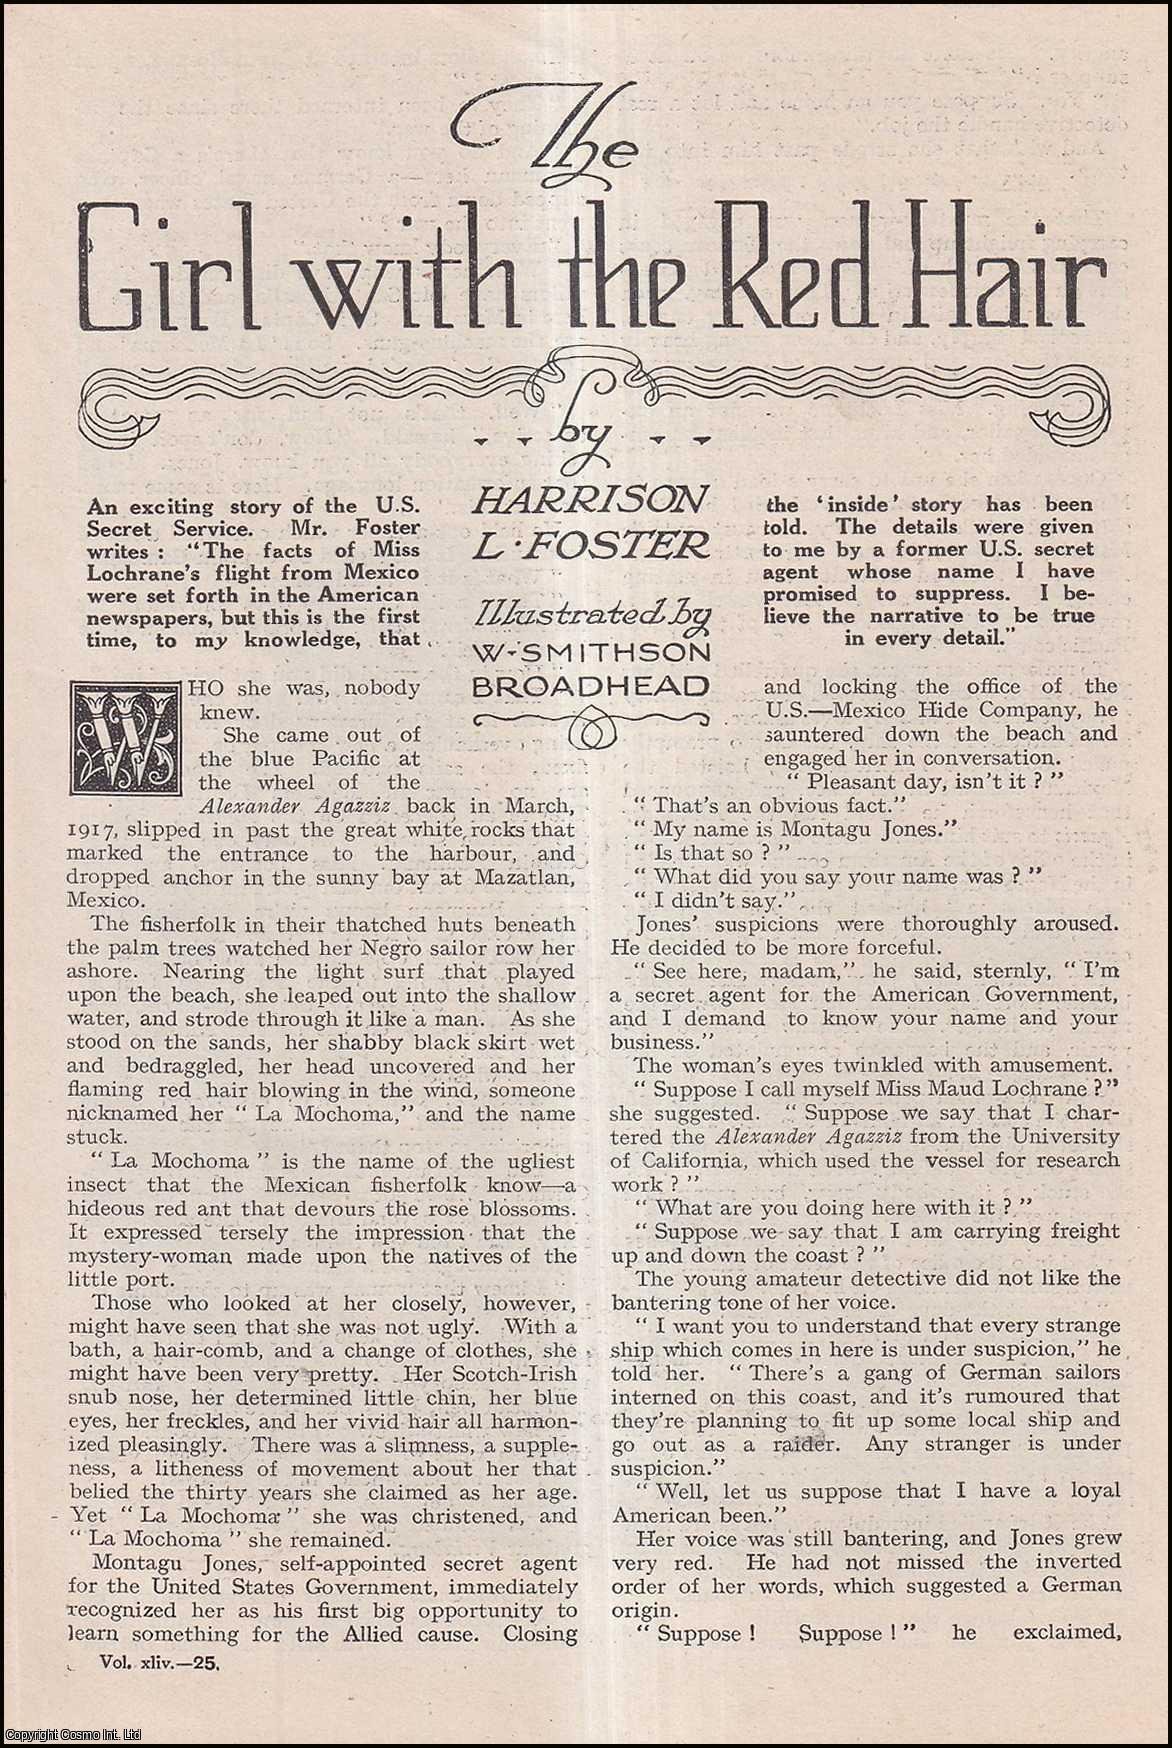 The
Girl with the Red Hair
by
HARRISON
L. FOSTER
Illustrated by
W. SMITHSON
BROADHEAD
An exciting story of the U.S.
Secret Service. Mr. Foster
writes : "The facts of Miss
Lochrane's flight from Mexico
were set forth in the American
newspapers, but this is the first
time, to my knowledge, that
the 'inside' story has been
told. The details were given
to me by a former U.S. secret
agent whose name I have
promised to suppress. I be-
lieve the narrative to be true
in every detail."
WHO she was, nobody
knew.
She came out of
the blue Pacific at
the wheel of the
Alexander Agazziz back in March,
1917, slipped in past the great white rocks that
marked the entrance to the harbour, and
dropped anchor in the sunny bay at Mazatlan,
Mexico.
The fisherfolk in their thatched huts beneath
the palm trees watched her Negro sailor row her
ashore. Nearing the light surf that played
upon the beach, she leaped out into the shallow
water, and strode through it like a man. As she
stood on the sands, her shabby black skirt wet
and bedraggled, her head uncovered and her
flaming red hair blowing in the wind, someone
nicknamed her " La Mochoma," and the name
stuck.
" La Mochoma " is the name of the ugliest
insect that the Mexican fisherfolk know—a
hideous red ant that devours the rose blossoms.
It expressed tersely the impression that the
mystery-woman made upon the natives of the
little port.
Those who looked at her closely, however,
might have seen that she was not ugly. With a
bath, a hair-comb, and a change of clothes, she
might have been very pretty. Her Scotch-Irish
snub nose, her determined little chin, her blue
eyes, her freckles, and her vivid hair all harmon-
ized pleasingly. There was a slimness, a supple-
ness, a litheness of movement about her that
belied the thirty years she claimed as her age.
Yet " La Mochoma " she was christened, and
" La Mochoma " she remained.
Montagu Jones, self-appointed secret agent
for the United States Government, immediately
recognized her as his first big opportunity to
learn something for the Allied cause. Closing
Vol. xliv.—25.
and locking the office of the
U.S.—Mexico Hide Company, he
sauntered down the beach and
engaged her in conversation.
" Pleasant day, isn't it ? "
" That's an obvious fact."
" My name is Montagu Jones."
" Is that so ? "
" What did you say your name was ? "
" I didn't say."
Jones' suspicions were thoroughly aroused.
He decided to be more forceful.
" See here, madam," he said, sternly, " I'm
a secret agent for the American Government,
and I demand to know your name and your
business."
The woman's eyes twinkled with amusement.
" Suppose I call myself Miss Maud Lochrane ? "
she suggested. " Suppose we say that I char-
tered the Alexander Agazziz from the University
of California, which used the vessel for research
work ? "
" What are you doing here with it ? "
" Suppose we say that I am carrying freight
up and down the coast ? "
The young amateur detective did not like the
bantering tone of her voice.
" I want you to understand that every strange
ship which comes in here is under suspicion," he
told her. " There's a gang of German sailors
interned on this coast, and it's rumoured that
they're planning to fit up some local ship and
go out as a raider. Any stranger is under
suspicion."
" Well, let us suppose that I have a loyal
American been."
Her voice was still bantering, and Jones grew
very red. He had not missed the inverted
order of her words, which suggested a German
origin.
" Suppose ! Suppose ! " he exclaimed,
Copyright Cosmo Int. Ltd